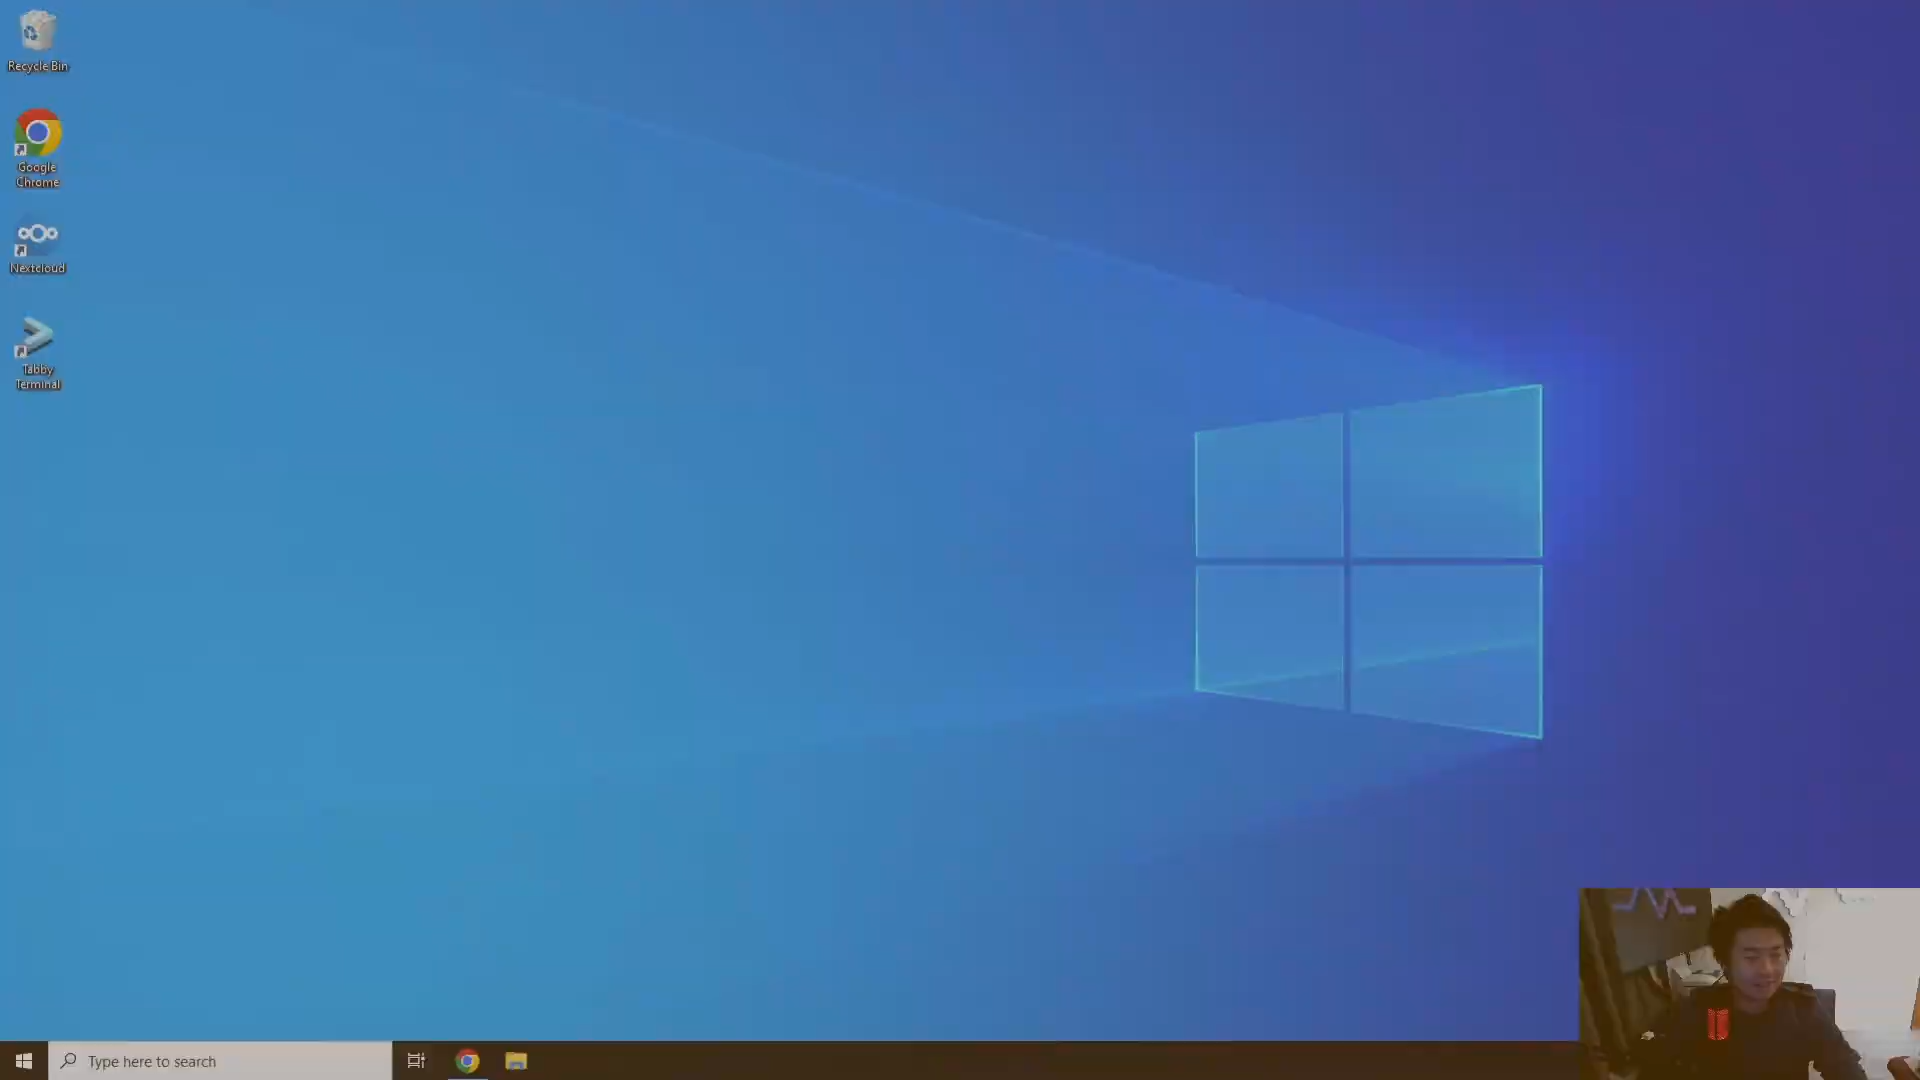 Recycle Bin
Google
Chrome
Nextcloud
Tabby
Terminal
Type here to search